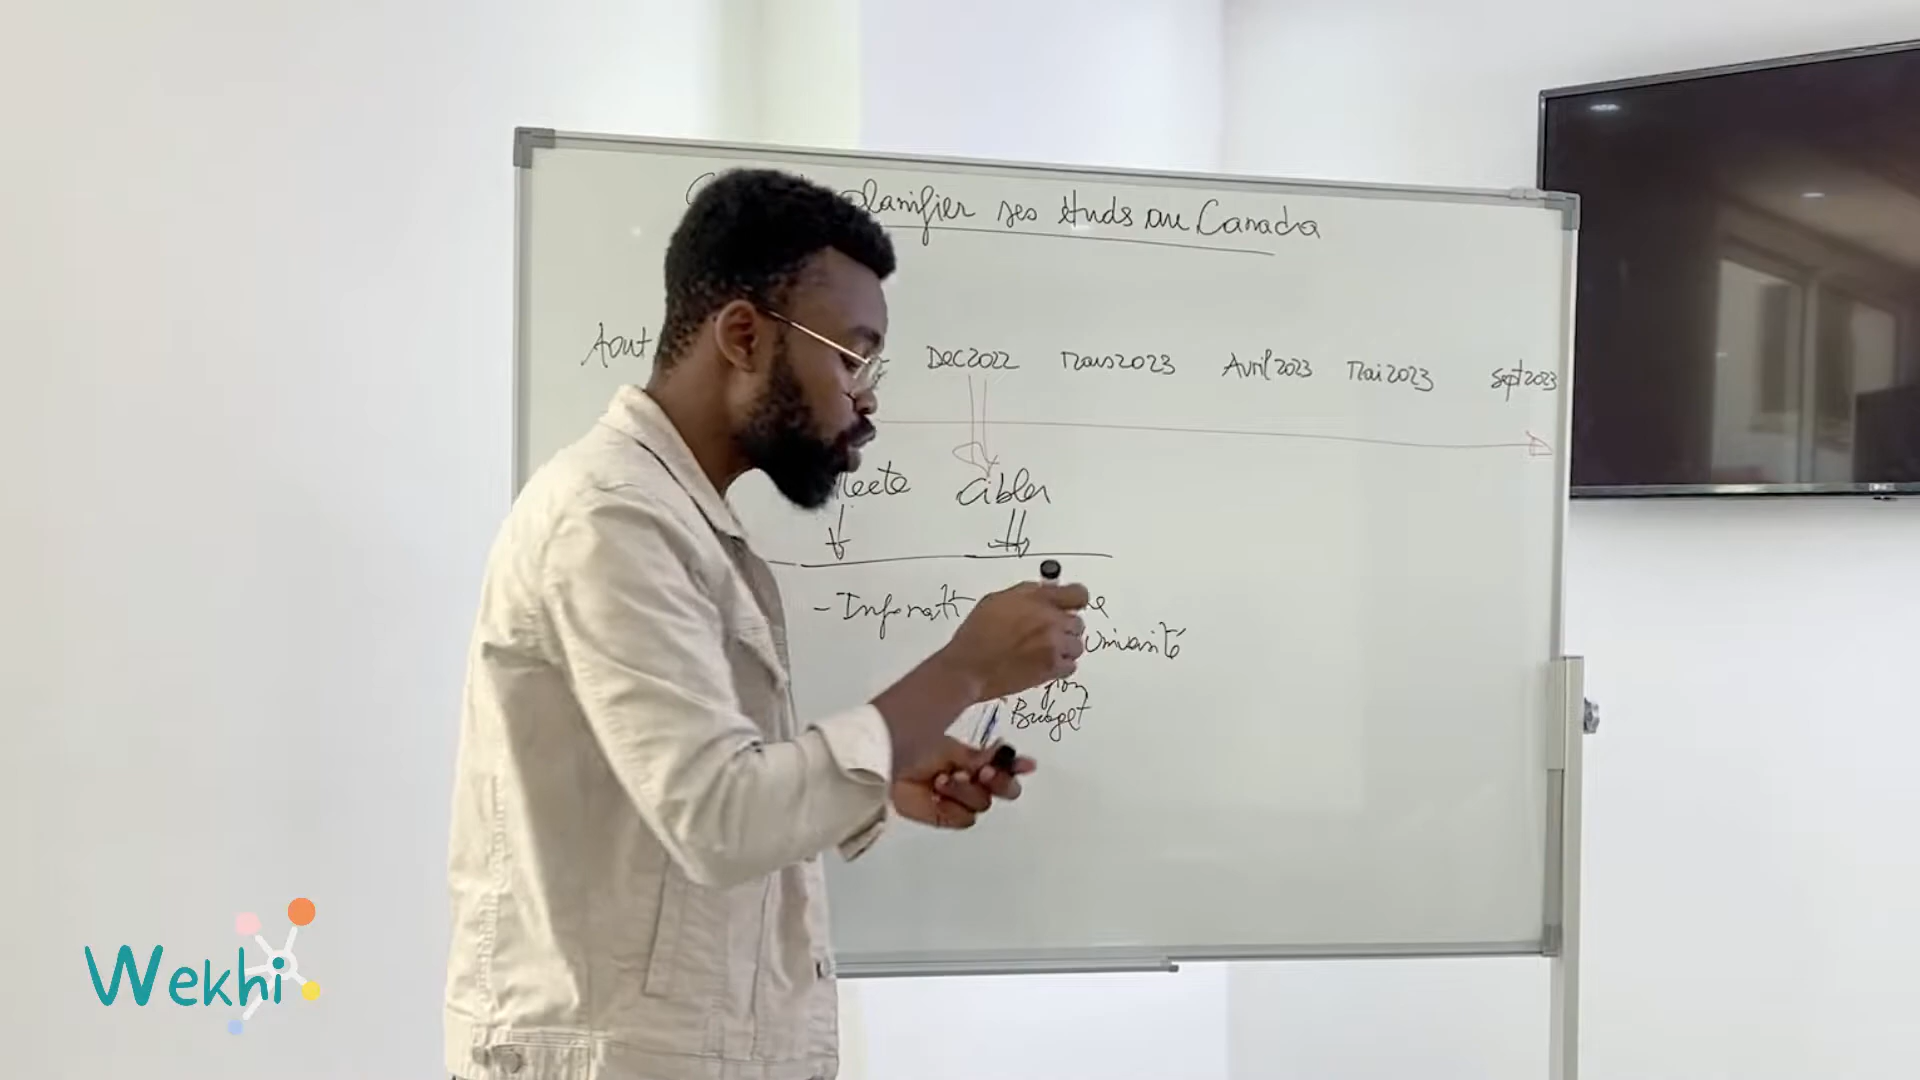 planifier ses études au Canada
Aout Dec 2022 Mars 2023 Avril 2023 Mai 2023 Sept 2023
Cibler
- Infomati
Université
Budget
Wekhi